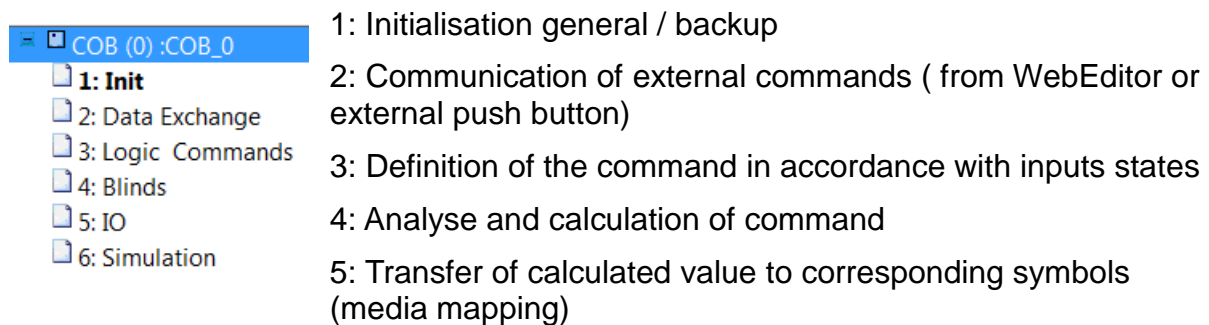 COB (0) :COB_0
1: Init
2: Data Exchange
3: Logic Commands
4: Blinds
5: IO
6: Simulation
1: Initialisation general / backup
2: Communication of external commands ( from WebEditor or
external push button)
3: Definition of the command in accordance with inputs states
4: Analyse and calculation of command
5: Transfer of calculated value to corresponding symbols
(media mapping)